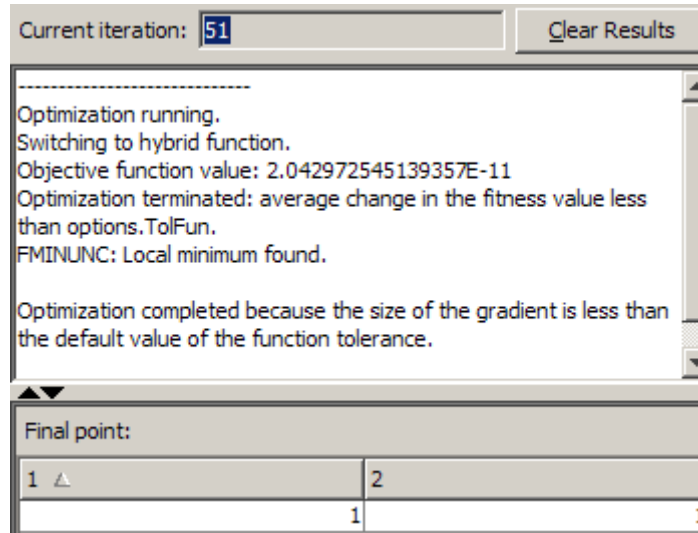 Current iteration: 51 Clear Results
------------------------------
Optimization running.
Switching to hybrid function.
Objective function value: 2.042972545139357E-11
Optimization terminated: average change in the fitness value less
than options.TolFun.
FMINUNC: Local minimum found.
Optimization completed because the size of the gradient is less than
the default value of the function tolerance.
Final point:
1 2
1